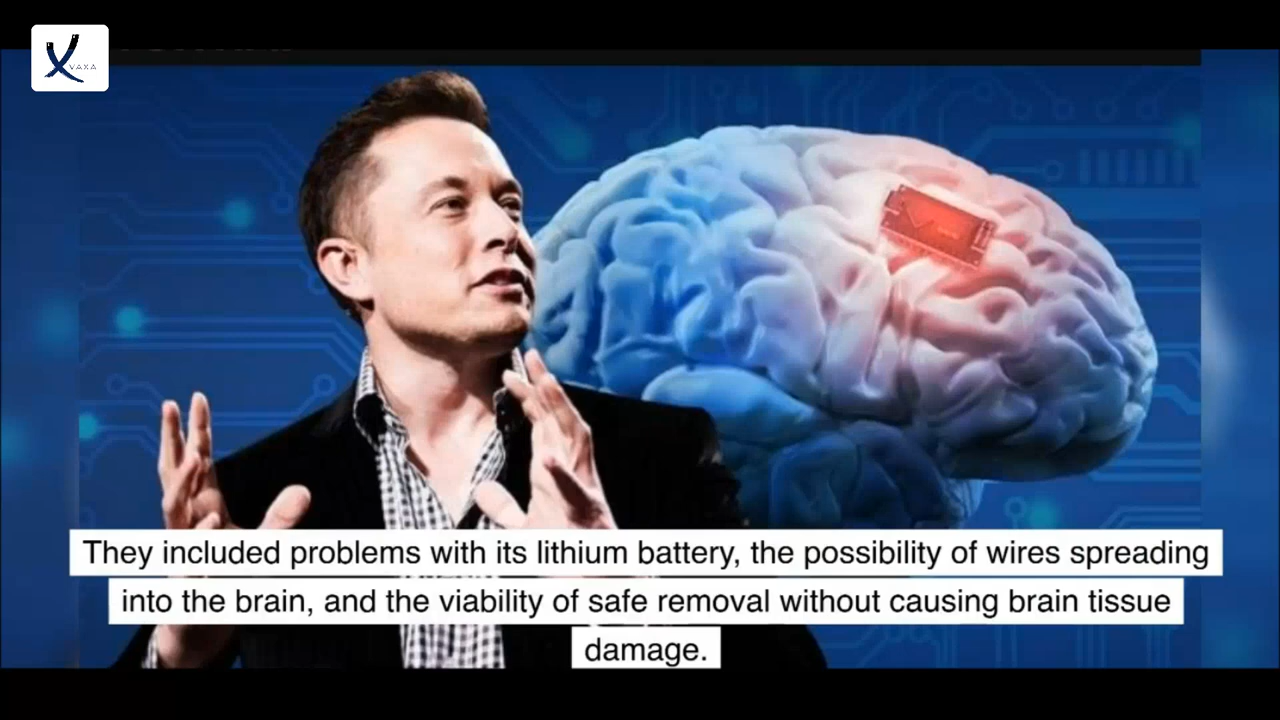 VAXA
They included problems with its lithium battery, the possibility of wires spreading
into the brain, and the viability of safe removal without causing brain tissue
damage.